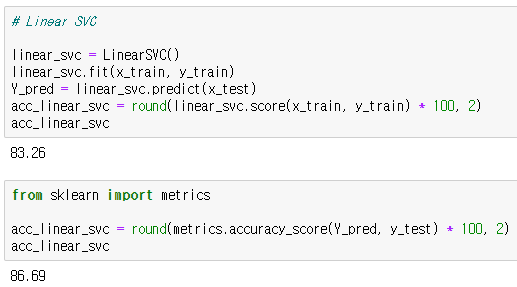 # Linear SVC
linear_svc = LinearSVC()
linear_svc.fit(x_train, y_train)
Y_pred = linear_svc.predict(x_test)
acc_linear_svc = round(linear_svc.score(x_train, y_train) * 100, 2)
acc_linear_svc
83.26
from sklearn import metrics
acc_linear_svc = round(metrics.accuracy_score(Y_pred, y_test) * 100, 2)
acc_linear_svc
86.69